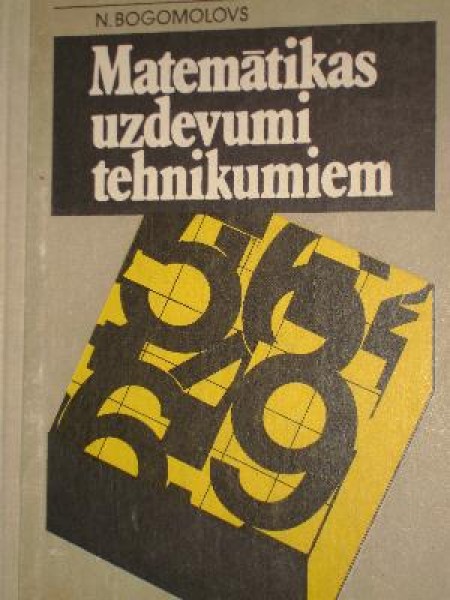 N. BOGOMOLOVS
Matemātikas
uzdevumi
tehnikumiem